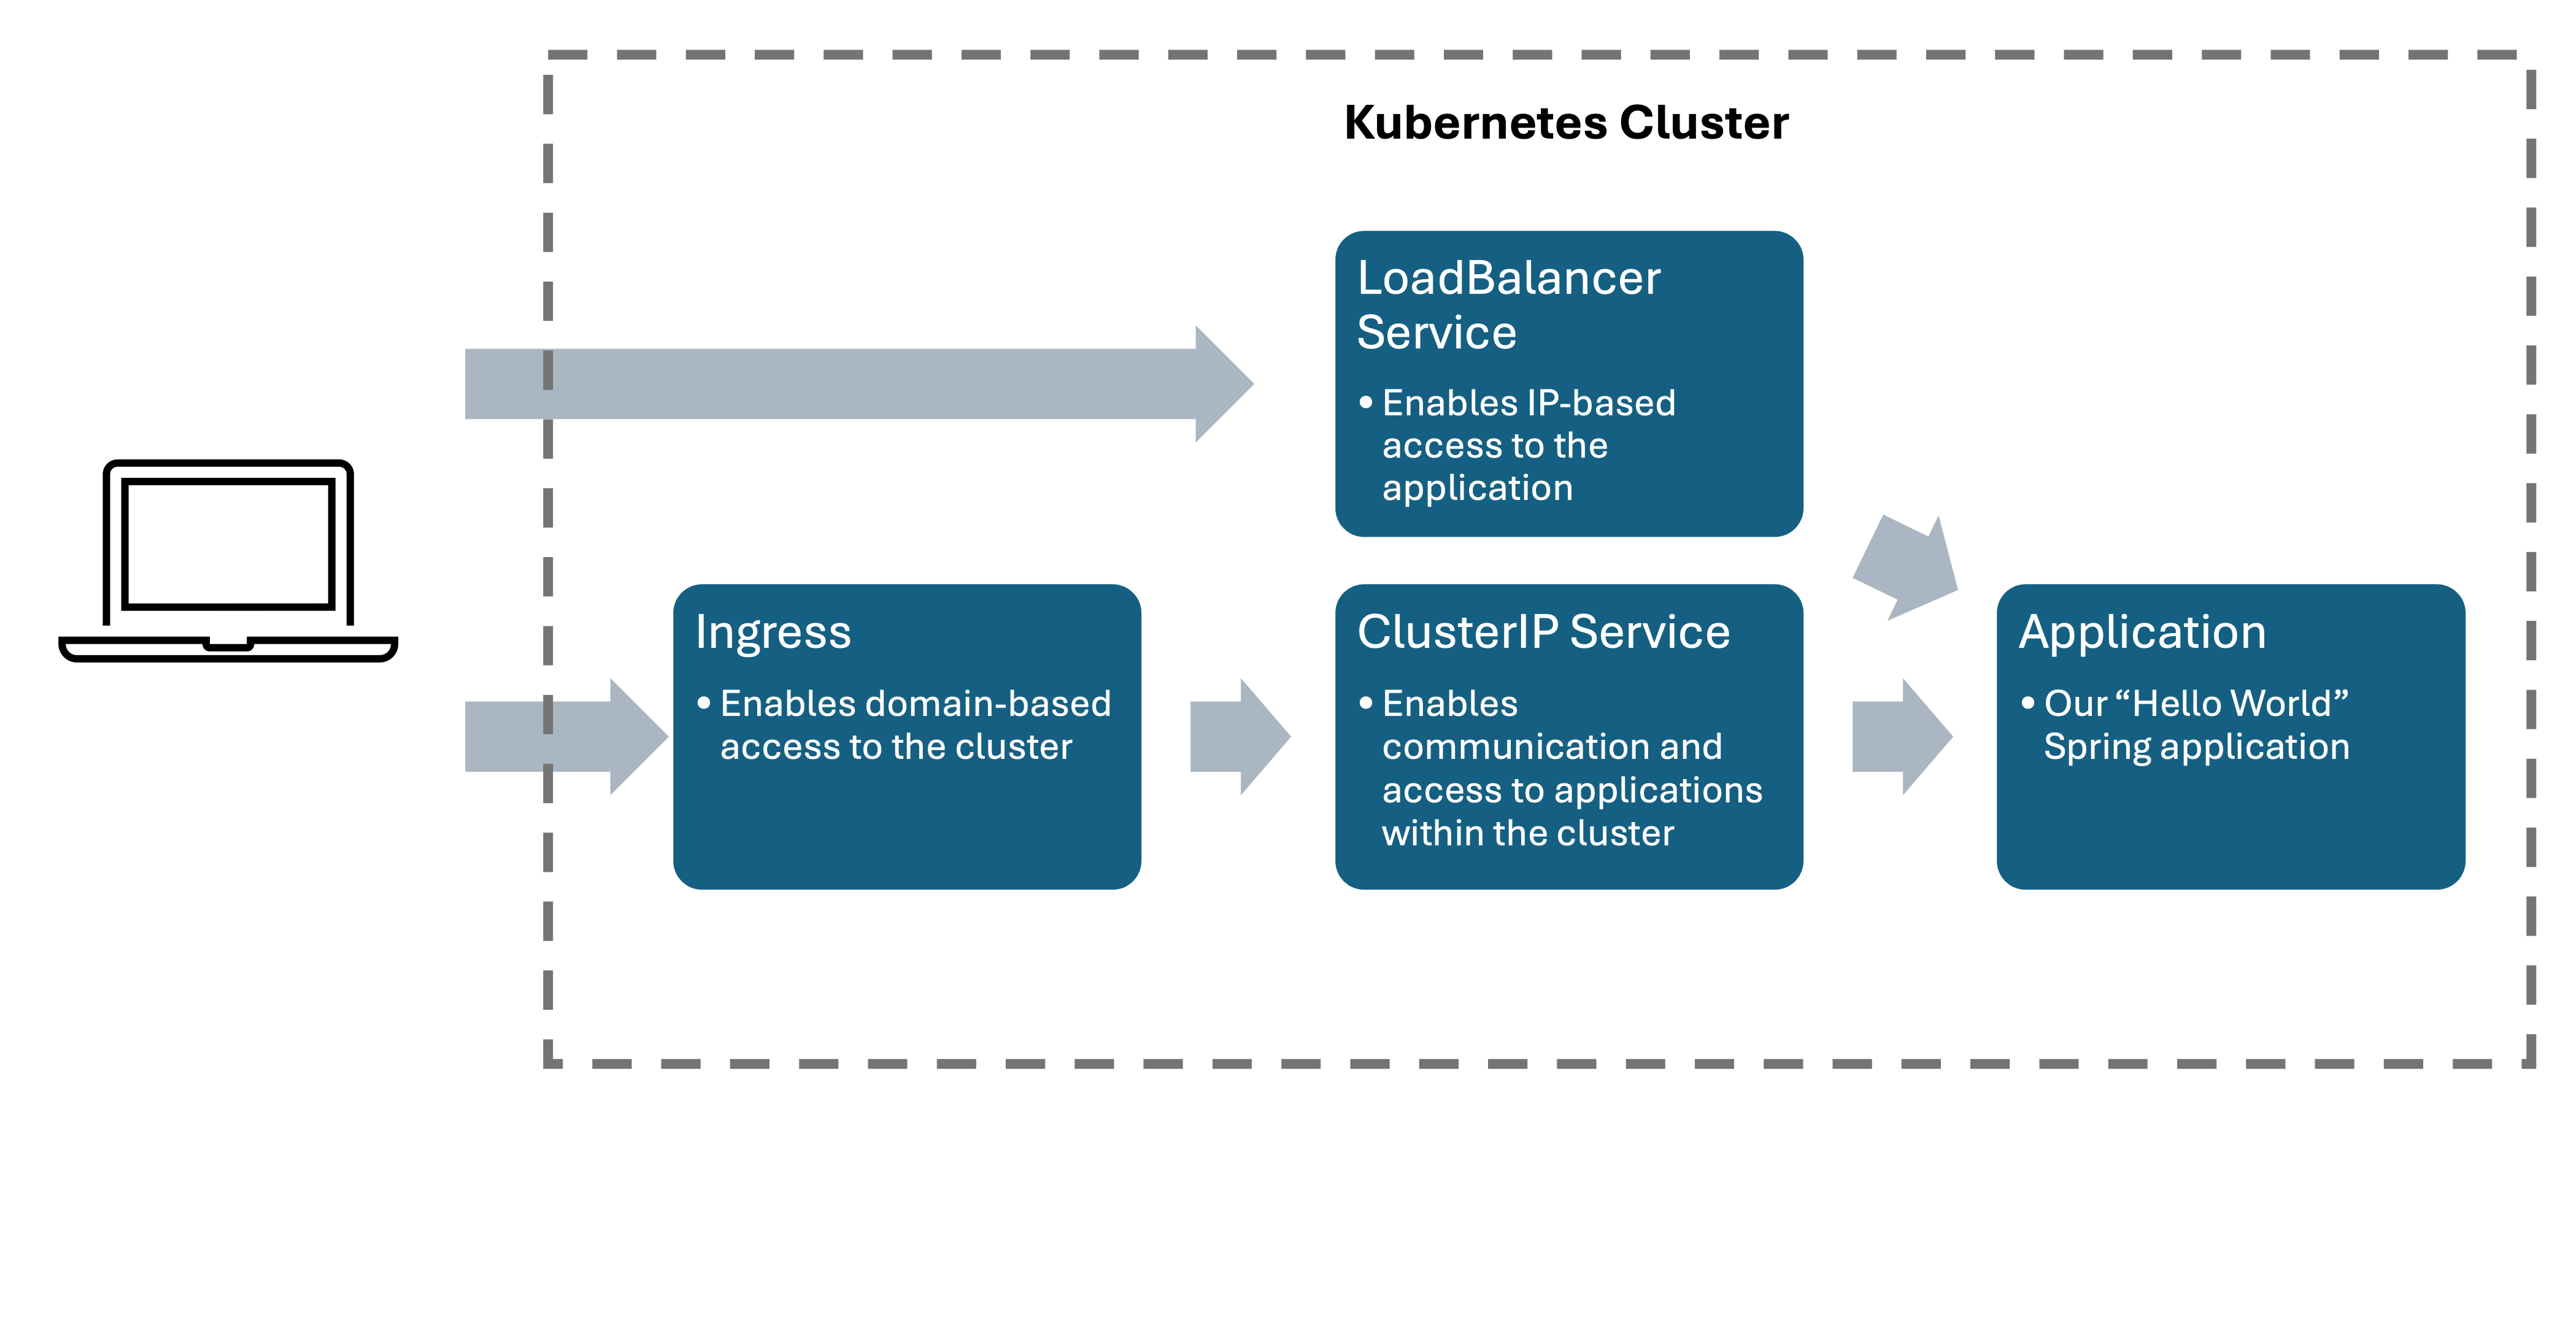 Kubernetes Cluster
LoadBalancer
Service
• Enables IP-based
access to the
application
Ingress
• Enables domain-based
access to the cluster
ClusterIP Service
• Enables
communication and
access to applications
within the cluster
Application
• Our “Hello World”
Spring application